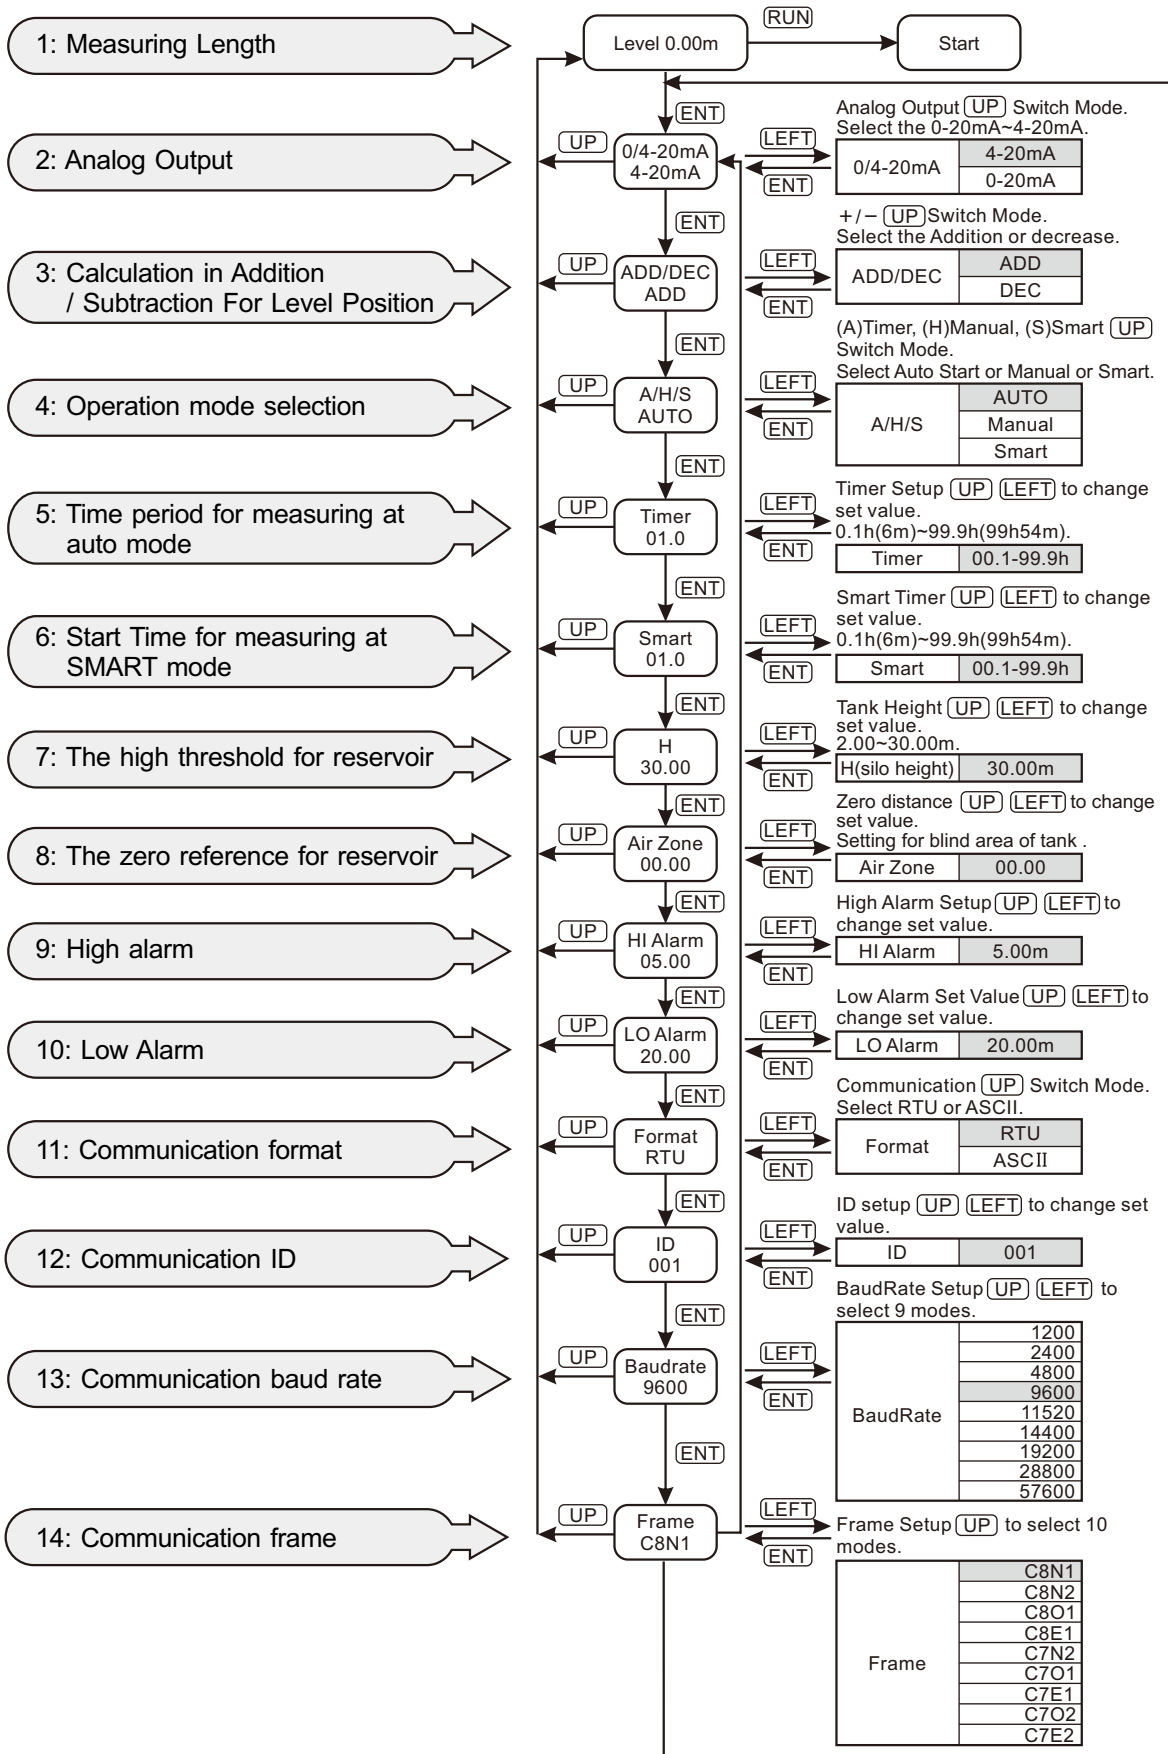 1: Measuring Length
Level 0.00m
RUN
Start
ENT
2: Analog Output
UP
0/4-20mA
4-20mA
LEFT
ENT
Analog Output UP Switch Mode.
Select the 0-20mA~4-20mA.
0/4-20mA
4-20mA
0-20mA
ENT
3: Calculation in Addition
/ Subtraction For Level Position
UP
ADD/DEC
ADD
LEFT
ENT
+/− UP Switch Mode.
Select the Addition or decrease.
ADD/DEC
ADD
DEC
ENT
4: Operation mode selection
UP
A/H/S
AUTO
LEFT
ENT
(A)Timer, (H)Manual, (S)Smart UP
Switch Mode.
Select Auto Start or Manual or Smart.
A/H/S
AUTO
Manual
Smart
ENT
5: Time period for measuring at
auto mode
UP
Timer
01.0
LEFT
ENT
Timer Setup UP LEFT to change
set value.
0.1h(6m)~99.9h(99h54m).
Timer
00.1-99.9h
ENT
6: Start Time for measuring at
SMART mode
UP
Smart
01.0
LEFT
ENT
Smart Timer UP LEFT to change
set value.
0.1h(6m)~99.9h(99h54m).
Smart
00.1-99.9h
ENT
7: The high threshold for reservoir
UP
H
30.00
LEFT
ENT
Tank Height UP LEFT to change
set value.
2.00~30.00m.
H(silo height)
30.00m
ENT
8: The zero reference for reservoir
UP
Air Zone
00.00
LEFT
ENT
Zero distance UP LEFT to change
set value.
Setting for blind area of tank .
Air Zone
00.00
ENT
9: High alarm
UP
HI Alarm
05.00
LEFT
ENT
High Alarm Setup UP LEFT to
change set value.
HI Alarm
5.00m
ENT
10: Low Alarm
UP
LO Alarm
20.00
LEFT
ENT
Low Alarm Set Value UP LEFT to
change set value.
LO Alarm
20.00m
ENT
11: Communication format
UP
Format
RTU
LEFT
ENT
Communication UP Switch Mode.
Select RTU or ASCII.
Format
RTU
ASCII
ENT
12: Communication ID
UP
ID
001
LEFT
ENT
ID setup UP LEFT to change set
value.
ID
001
ENT
13: Communication baud rate
UP
Baudrate
9600
LEFT
ENT
BaudRate Setup UP LEFT to
select 9 modes.
BaudRate
1200
2400
4800
9600
11520
14400
19200
28800
57600
ENT
14: Communication frame
UP
Frame
C8N1
LEFT
ENT
Frame Setup UP to select 10
modes.
Frame
C8N1
C8N2
C8O1
C8E1
C7N2
C7O1
C7E1
C7O2
C7E2